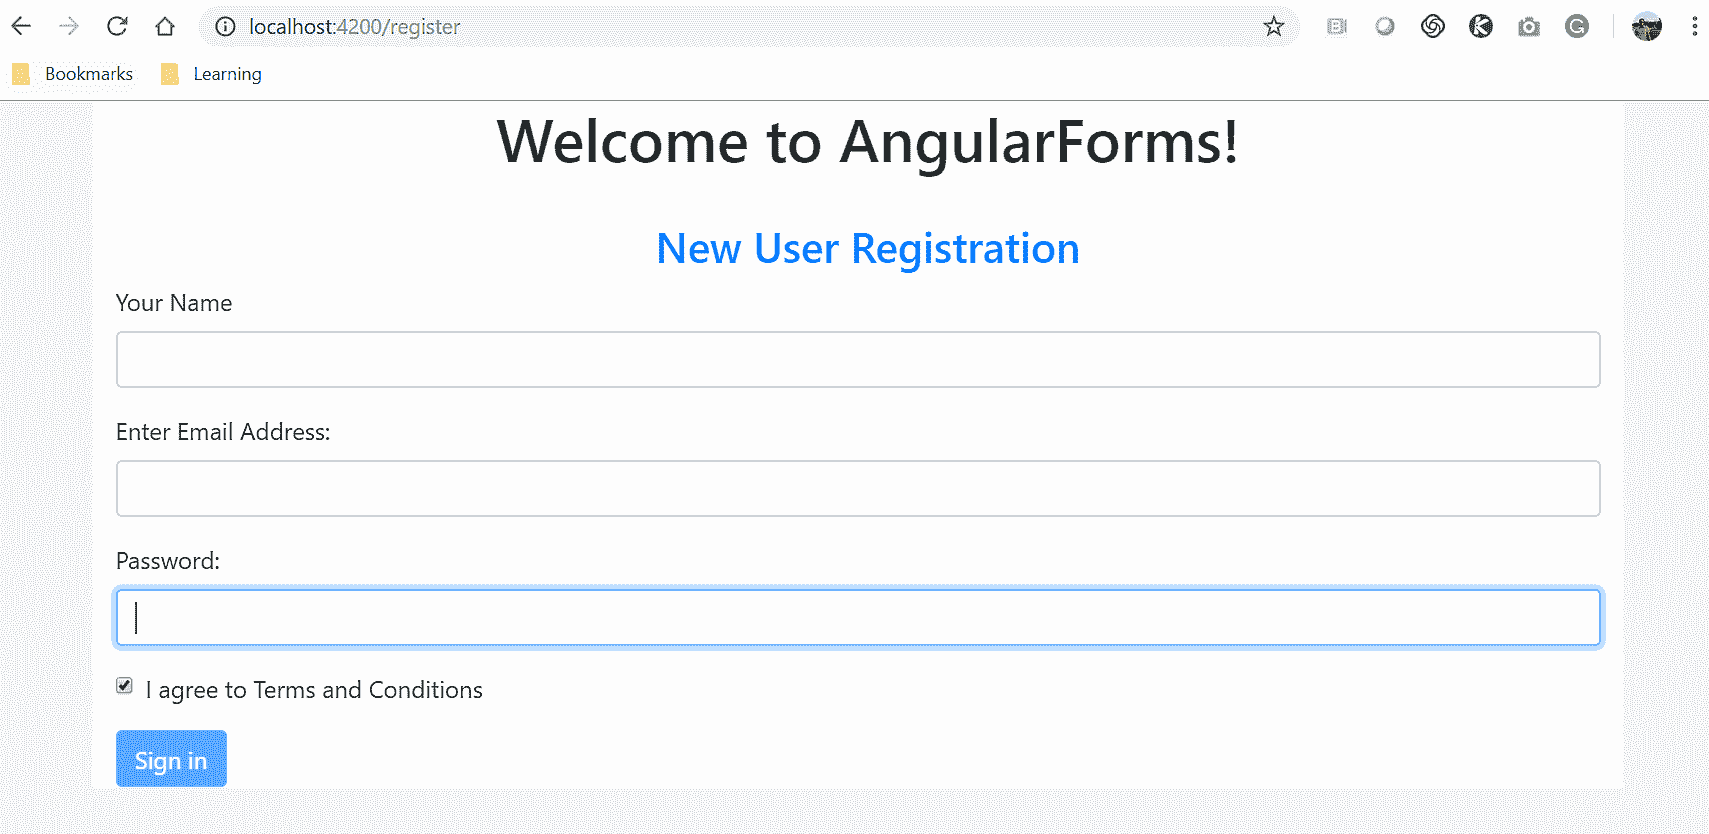 localhost:4200/register
Bookmarks Learning
Welcome to AngularForms!
New User Registration
Your Name
Enter Email Address:
Password:
I agree to Terms and Conditions
Sign in